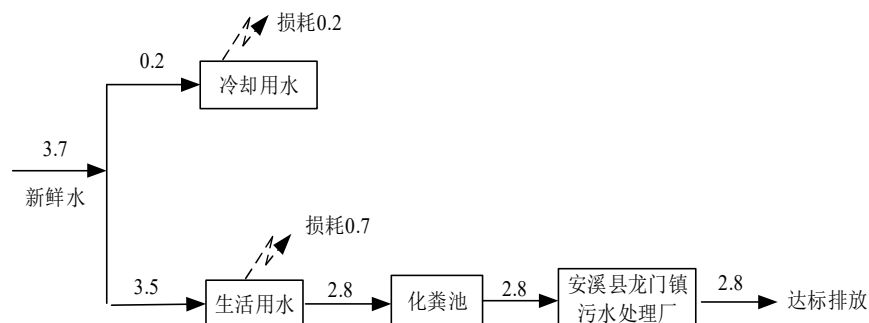 损耗0.2
0.2
冷却用水
3.7
新鲜水
损耗0.7
3.5
生活用水
2.8
化粪池
2.8
安溪县龙门镇
污水处理厂
2.8
达标排放